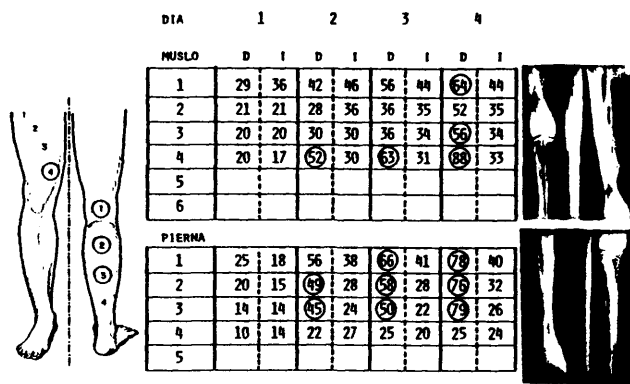 DIA 1 2 3 4
MUSLO D I D I D I D I
1 29 36 42 46 56 44 64 44
2 21 21 28 36 36 35 52 35
3 20 20 30 30 36 34 56 34
4 20 17 52 30 63 31 88 33
5
6
PIERNA
1 25 18 56 38 66 41 78 40
2 20 15 49 28 58 28 76 32
3 14 14 45 24 50 22 79 26
4 10 14 22 27 25 20 25 24
5
1
2
3
4
1
2
3
4